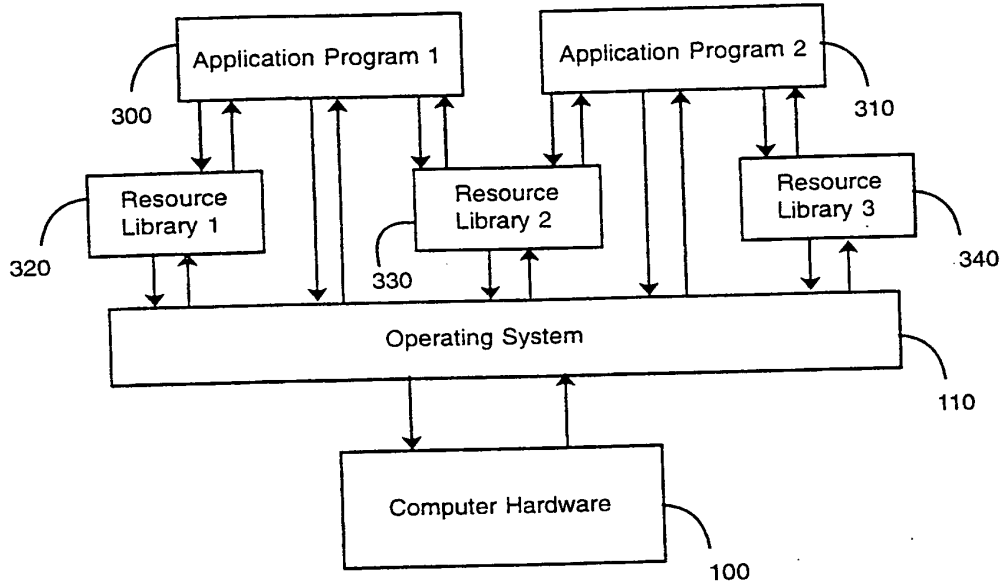 Application Program 1
Application Program 2
300
310
Resource
Library 1
Resource
Library 2
Resource
Library 3
320
330
340
Operating System
110
Computer Hardware
100